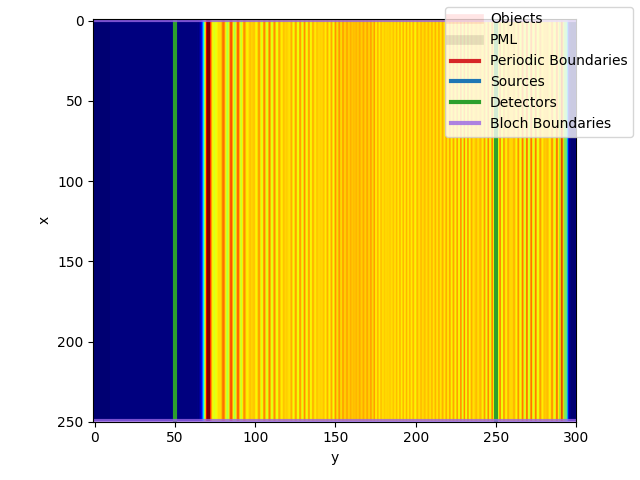 Objects
PML
Periodic Boundaries
Sources
Detectors
Bloch Boundaries
0
50
100
150
200
250
x
0 50 100 150 200 250 300
y